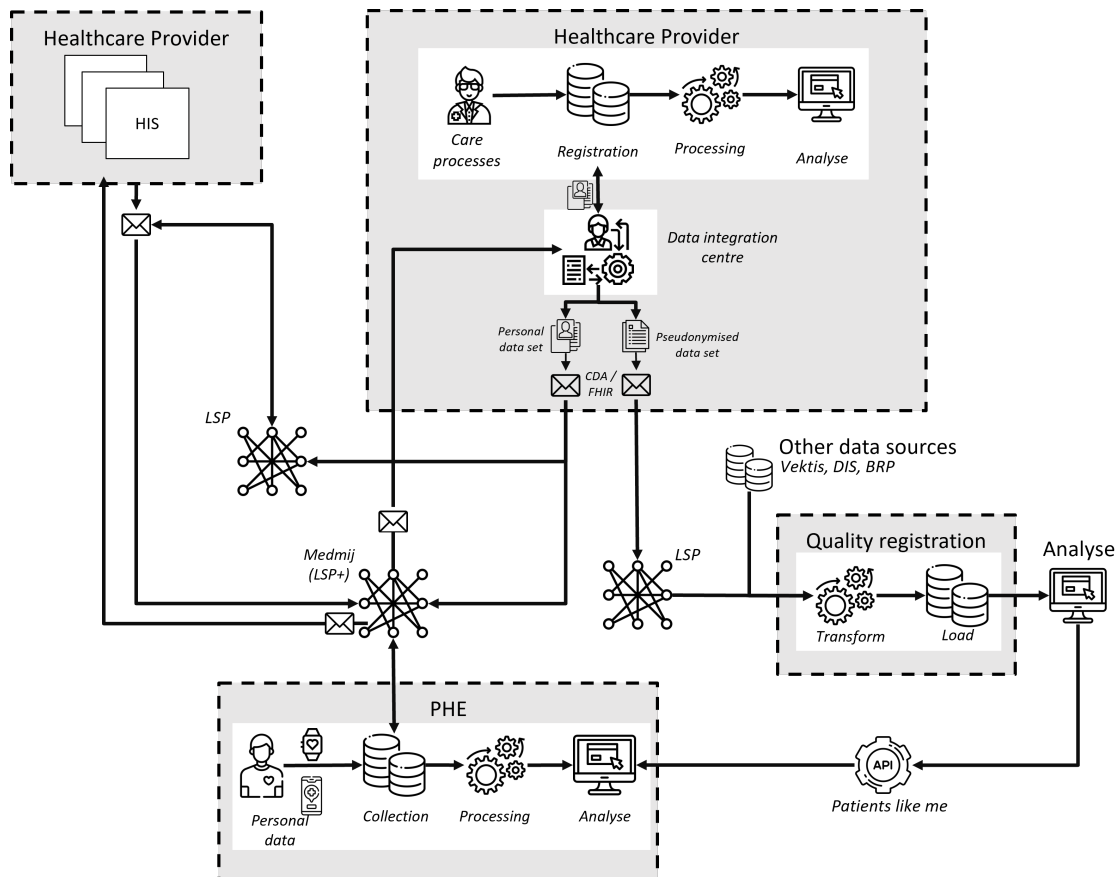 Healthcare Provider
HIS
Healthcare Provider
Care
processes
Registration
Processing
Analyse
Data integration
centre
Personal
data set
Pseudonymised
data set
CDA /
FHIR
LSP
Other data sources
Vektis, DIS, BRP
Medmij
(LSP+)
LSP
Quality registration
Transform
Load
Analyse
PHE
Personal
data
Collection
Processing
Analyse
API
Patients like me